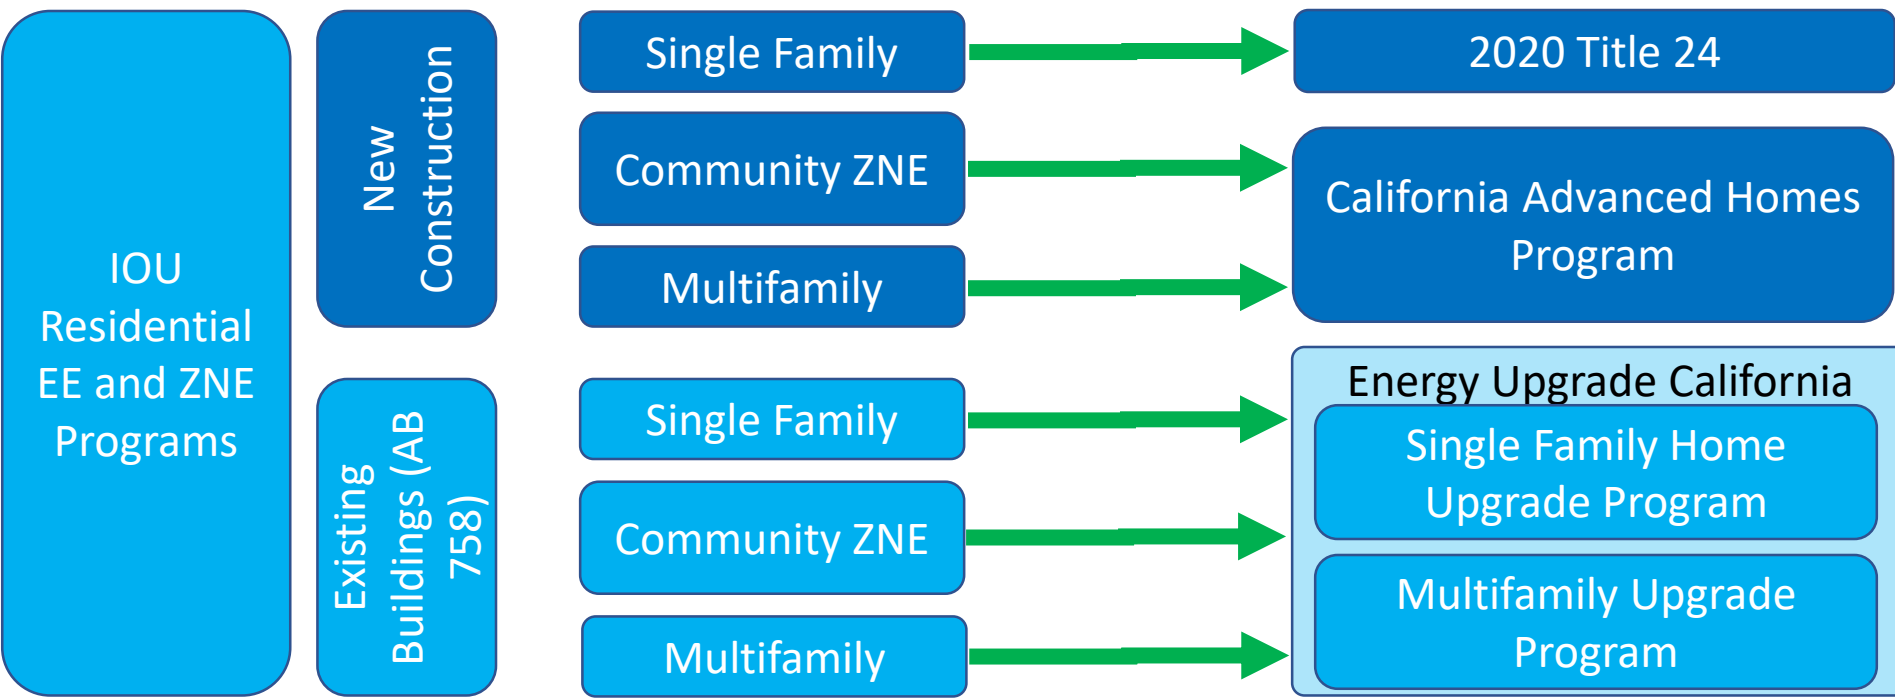 IOU
Residential
EE and ZNE
Programs
New
Construction
Existing
Buildings (AB
758)
Single Family
Community ZNE
Multifamily
Single Family
Community ZNE
Multifamily
2020 Title 24
California Advanced Homes
Program
Energy Upgrade California
Single Family Home
Upgrade Program
Multifamily Upgrade
Program